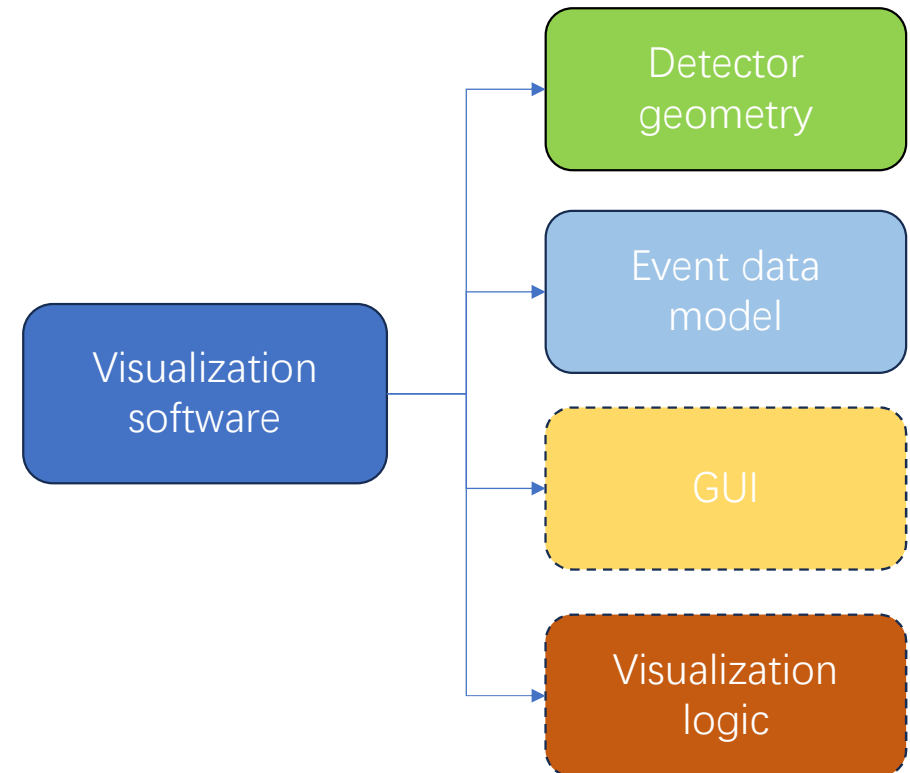 Detector
geometry
Event data
model
Visualization
software
GUI
Visualization
logic